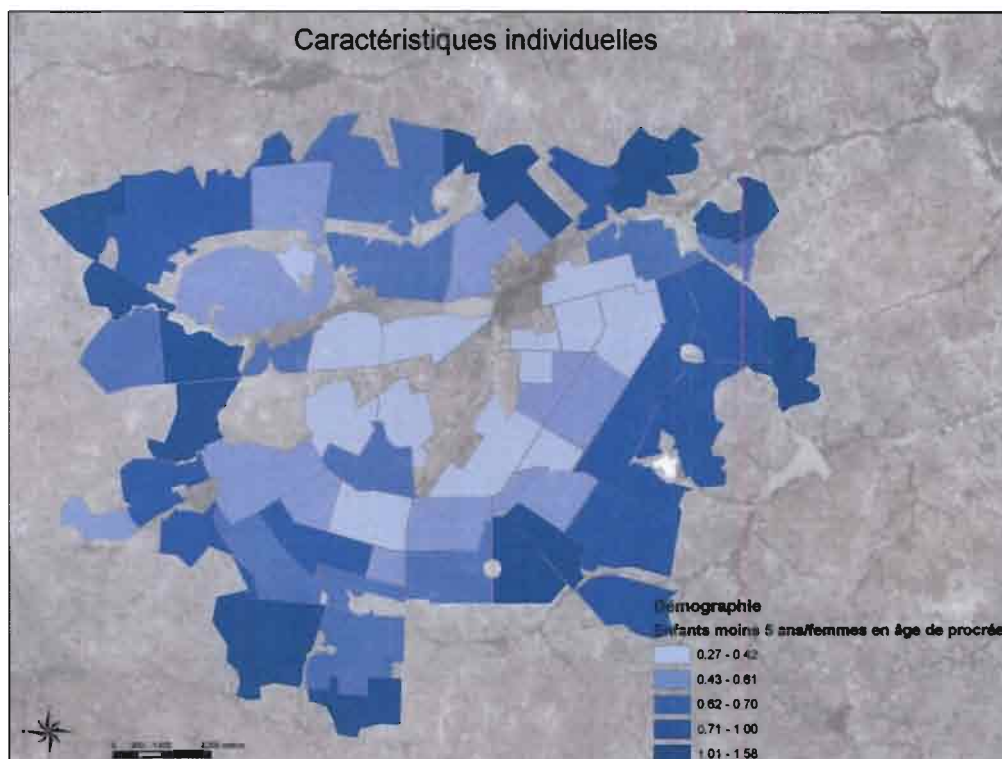 Caractéristiques individuelles
Démographie
Enfants moins 5 ans/femmes en âge de procrée
0.27 - 0.42
0.43 - 0.61
0.62 - 0.70
0.71 - 1.00
1.01 - 1.58